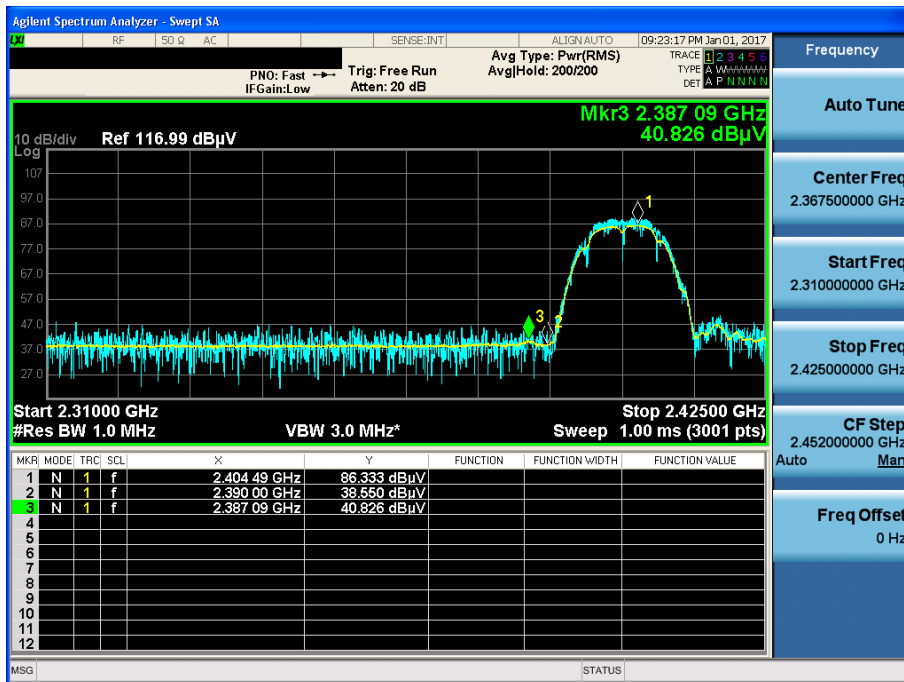 Agilent Spectrum Analyzer - Swept SA
LXI RF 50 Ω AC SENSE:INT ALIGN AUTO 09:23:17 PM Jan 01, 2017
PNO: Fast
IFGain:Low
Trig: Free Run
Atten: 20 dB
Avg Type: Pwr(RMS)
Avg|Hold: 200/200
TRACE 1 2 3 4 5 6
TYPE A WWWWW
DET A P N N N N
Mkr3 2.387 09 GHz
40.826 dBµV
10 dB/div Ref 116.99 dBµV
Log
107
97.0
87.0
77.0
67.0
57.0
47.0
37.0
27.0
1
3
2
Start 2.31000 GHz Stop 2.42500 GHz
#Res BW 1.0 MHz VBW 3.0 MHz* Sweep 1.00 ms (3001 pts)
MKR MODE TRC SCL X Y FUNCTION FUNCTION WIDTH FUNCTION VALUE
1 N 1 f 2.404 49 GHz 86.333 dBµV
2 N 1 f 2.390 00 GHz 38.550 dBµV
3 N 1 f 2.387 09 GHz 40.826 dBµV
4
5
6
7
8
9
10
11
12
MSG STATUS
Frequency
Auto Tune
Center Freq
2.367500000 GHz
Start Freq
2.310000000 GHz
Stop Freq
2.425000000 GHz
CF Step
2.452000000 GHz
Auto Man
Freq Offset
0 Hz